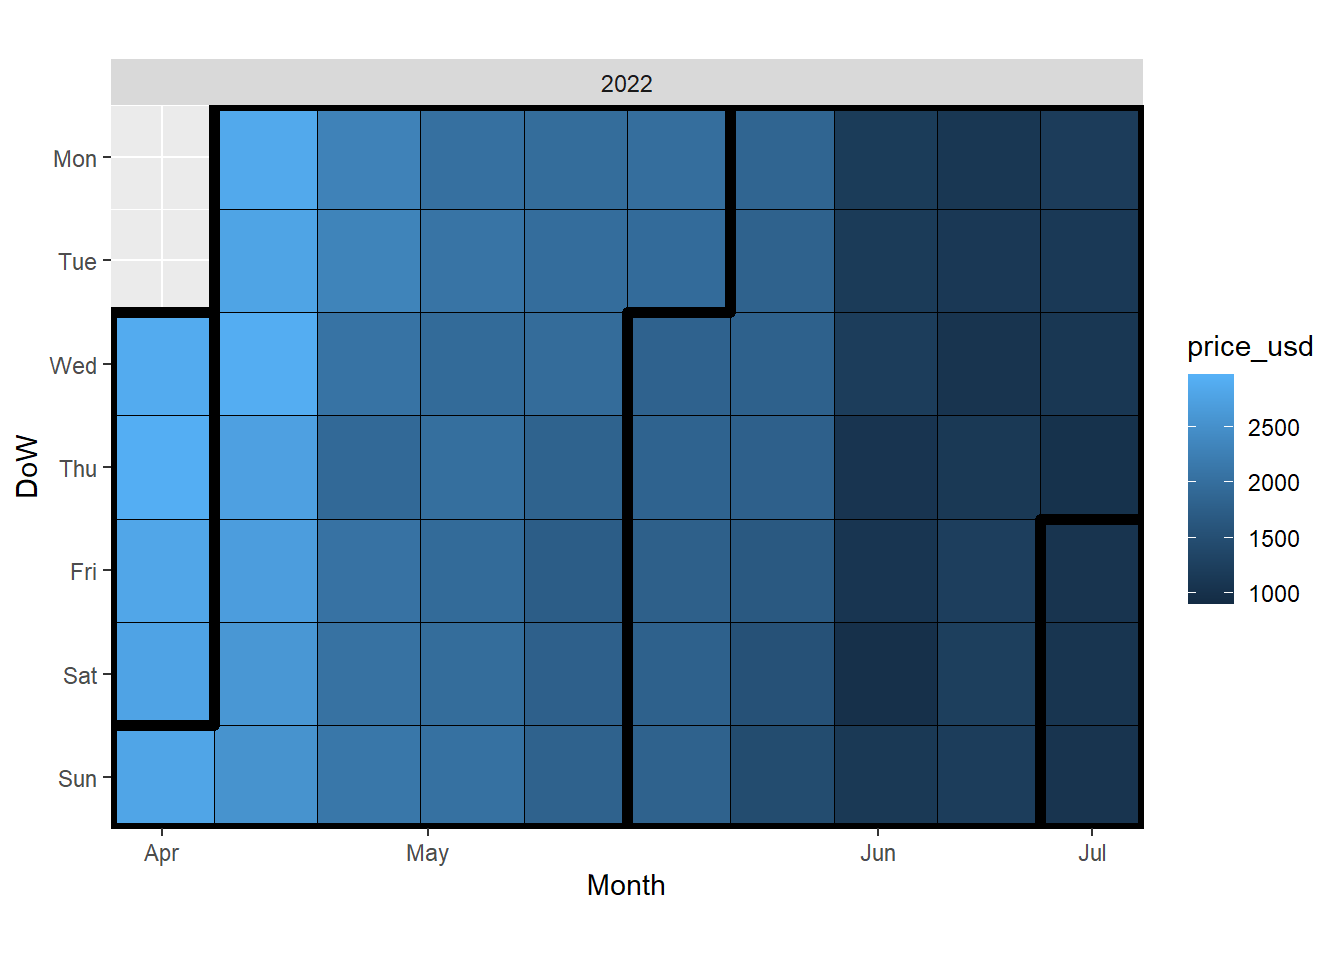 2022
Mon
Tue
Wed
Thu
Fri
Sat
Sun
DoW
Apr May Jun Jul
Month
price_usd
2500
2000
1500
1000